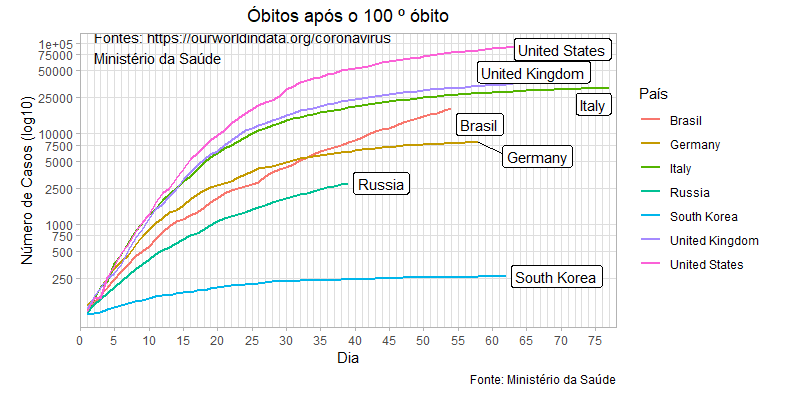 Óbitos após o 100 º óbito
Fontes: https://ourworldindata.org/coronavirus
Ministério da Saúde
Número de Casos (log10)
1e+05
75000
50000
25000
10000
7500
5000
2500
1000
750
500
250
United States
United Kingdom
Italy
Brasil
Germany
Russia
South Korea
0 5 10 15 20 25 30 35 40 45 50 55 60 65 70 75
Dia
País
Brasil
Germany
Italy
Russia
South Korea
United Kingdom
United States
Fonte: Ministério da Saúde